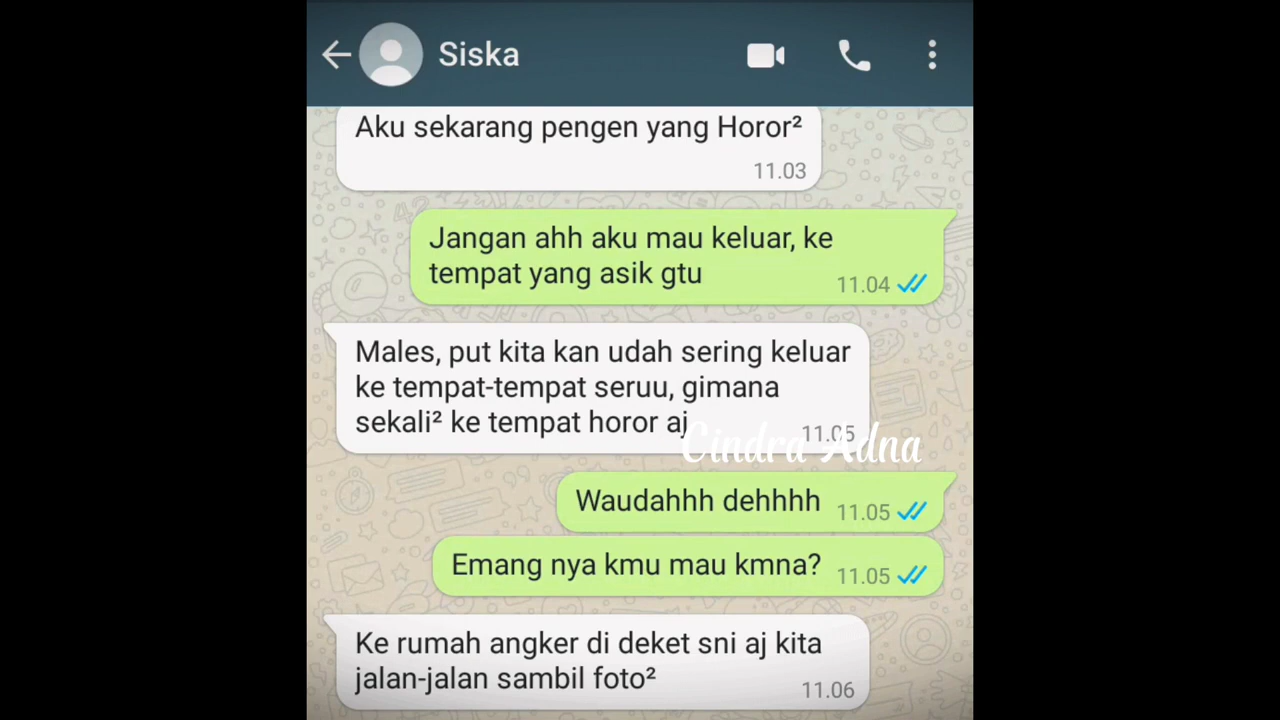 Siska
Aku sekarang pengen yang Horor²
11.03
Jangan ahh aku mau keluar, ke
tempat yang asik gtu
11.04
Males, put kita kan udah sering keluar
ke tempat-tempat seruu, gimana
sekali² ke tempat horor aj
11.05
Cindra Adna
Waudahhh dehhhh 11.05
Emang nya kmu mau kmna? 11.05
Ke rumah angker di deket sni aj kita
jalan-jalan sambil foto²
11.06